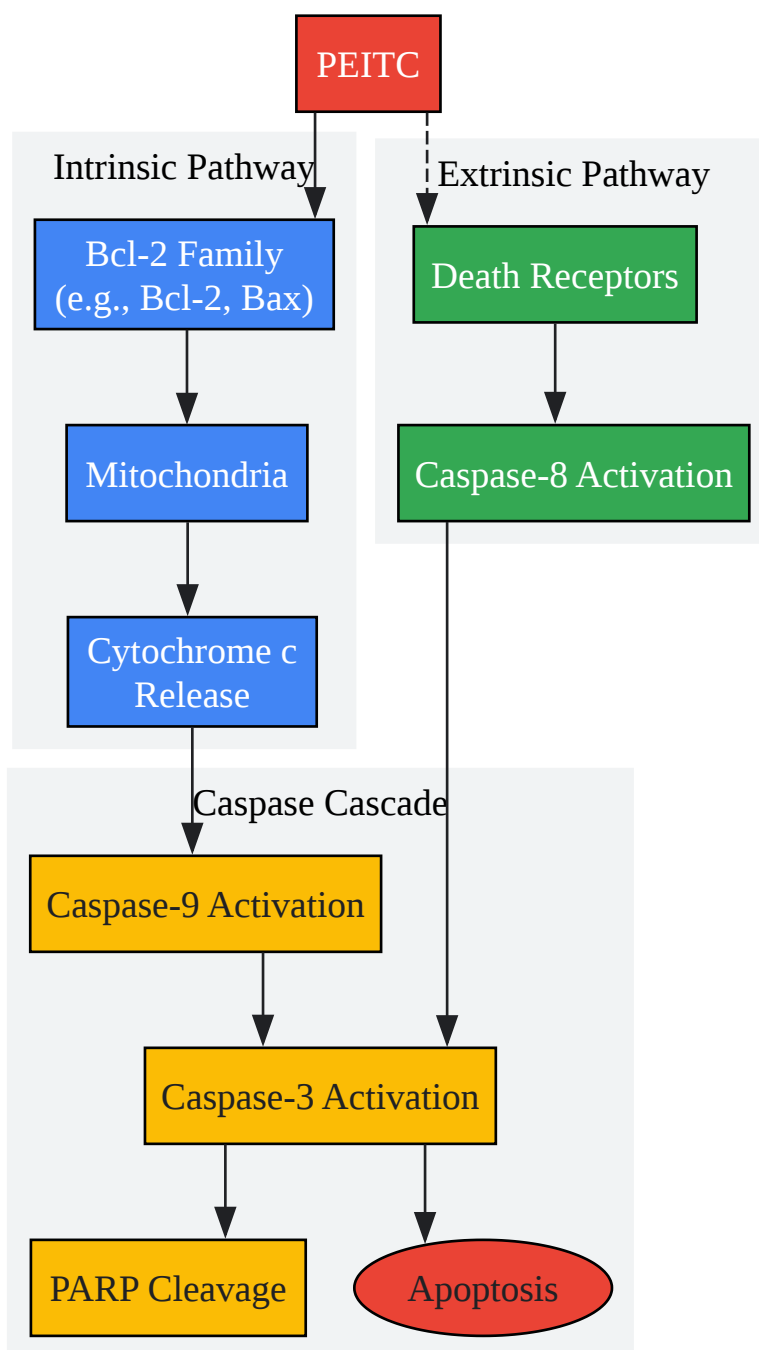 PEITC
Intrinsic Pathway
Extrinsic Pathway
Bcl-2 Family
(e.g., Bcl-2, Bax)
Death Receptors
Mitochondria
Caspase-8 Activation
Cytochrome c
Release
Caspase Cascade
Caspase-9 Activation
Caspase-3 Activation
PARP Cleavage
Apoptosis